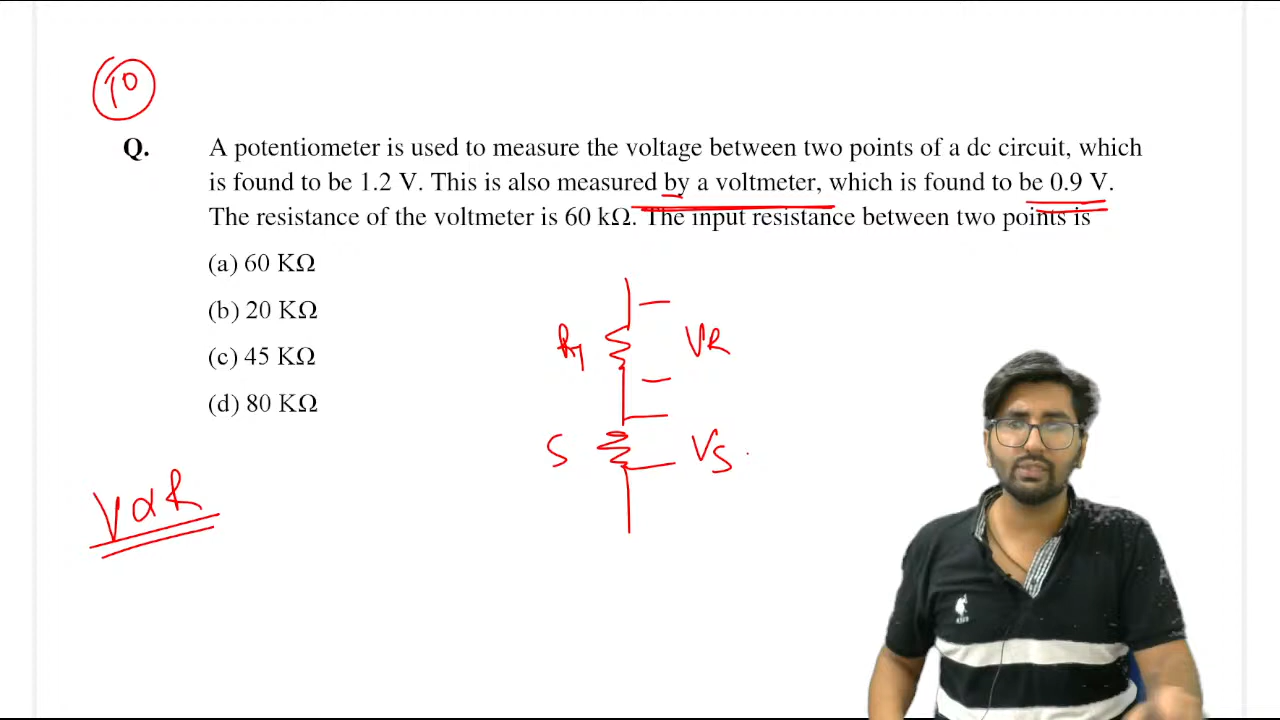 10
Q. A potentiometer is used to measure the voltage between two points of a dc circuit, which
is found to be 1.2 V. This is also measured by a voltmeter, which is found to be 0.9 V.
The resistance of the voltmeter is 60 kΩ. The input resistance between two points is
(a) 60 KΩ
(b) 20 KΩ
(c) 45 KΩ
(d) 80 KΩ
R VR
S VS
V α R